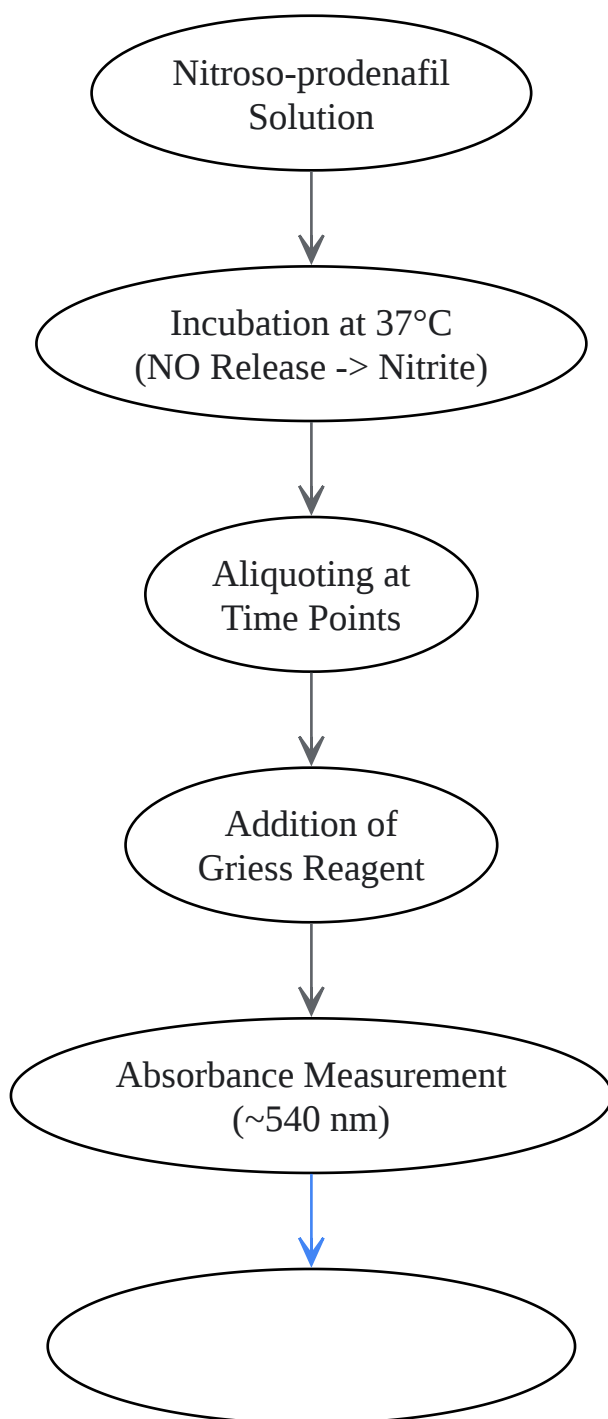 Nitroso-prodenafil
Solution
Incubation at 37°C
(NO Release -> Nitrite)
Aliquoting at
Time Points
Addition of
Griess Reagent
Absorbance Measurement
(~540 nm)